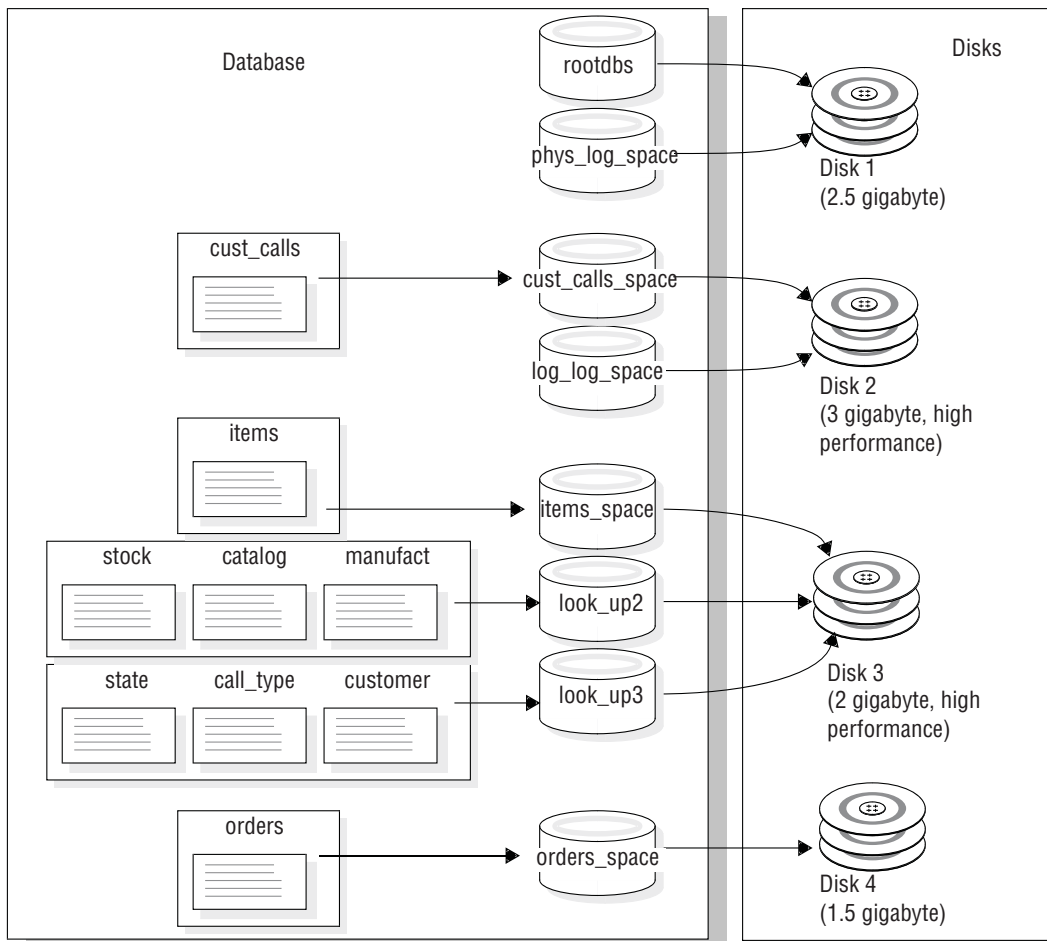 Database
rootdbs
Disks
phys_log_space
Disk 1
(2.5 gigabyte)
cust_calls
cust_calls_space
log_log_space
Disk 2
(3 gigabyte, high
performance)
items
items_space
stock catalog manufact
look_up2
state call_type customer
look_up3
Disk 3
(2 gigabyte, high
performance)
orders
orders_space
Disk 4
(1.5 gigabyte)